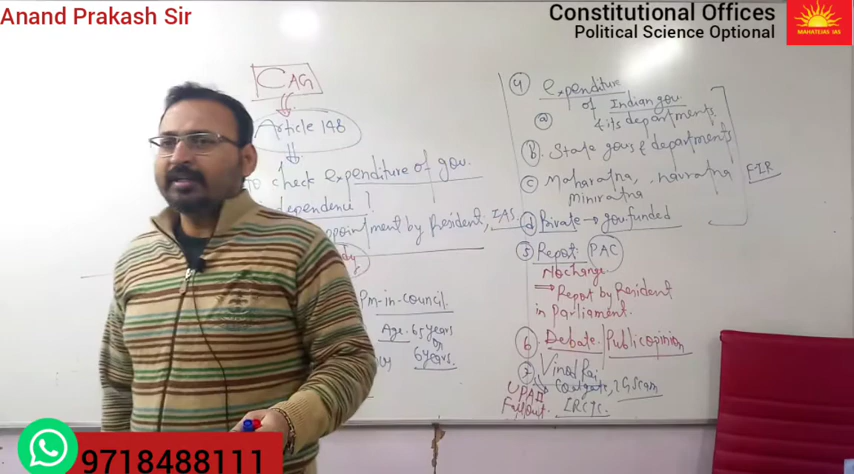 Anand Prakash Sir
Constitutional Offices
Political Science Optional
MAHATEJAS IAS
CAG
Article 148
to check expenditure of gov.
dependence ?
appointment by President, IAS
PM-in-council.
Age. 65 years
or
6 years.
4 expenditure
of Indian gov.
& its departments
a
b. State govs & departments
c Maharatna, navratna
miniratna
FIR
d Private → gov funded
5 Report PAC
No change
⇒ Report by President
in Parliament.
6 Debate / Public opinion
7 Vinod Rai
Coalgate, 2G Scam
UPA II
Fallout.
9718488111